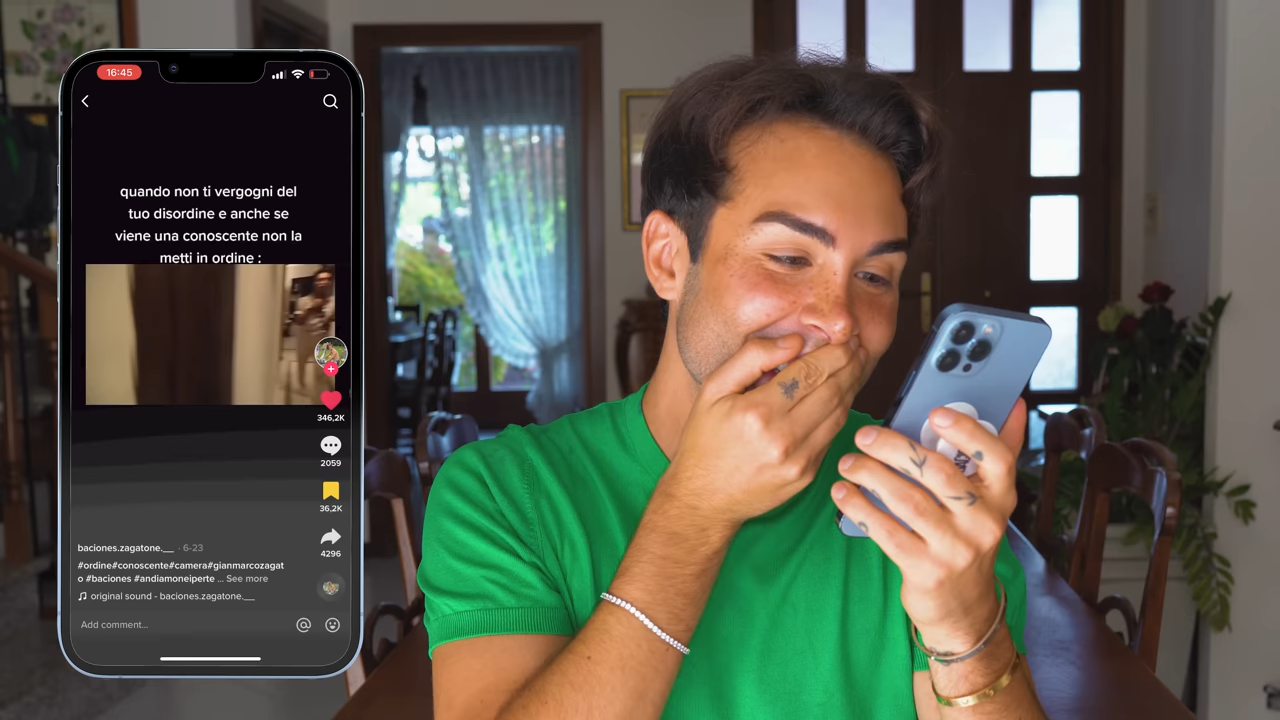 16:45
quando non ti vergogni del
tuo disordine e anche se
viene una conoscente non la
metti in ordine :
346,2K
2059
36,2K
4296
baciones.zagatone.__ · 6-23
#ordine#conoscente#camera#gianmarcozagat
o #baciones #andiamoneiperte ... See more
original sound - baciones.zagatone.__
Add comment...